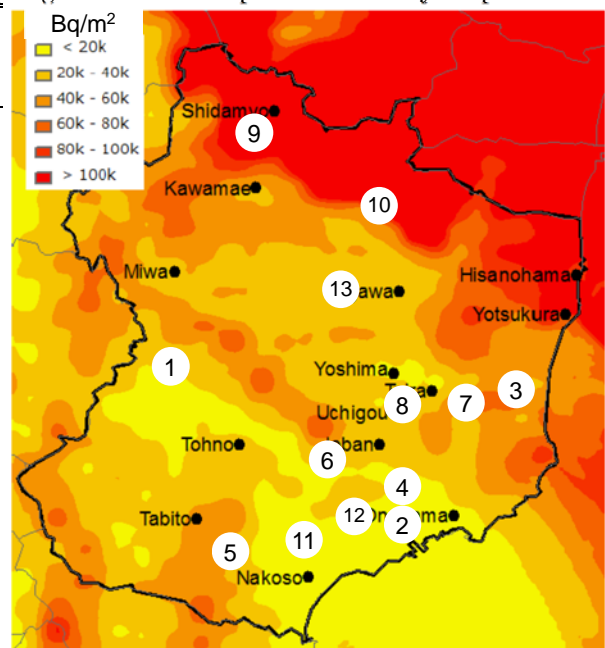 Bq/m²
< 20k
20k - 40k
40k - 60k
60k - 80k
80k - 100k
> 100k
Shidamyo
9
Kawamae
10
Miwa
Hisanohama
13
awa
Yotsukura
1
Yoshima
3
8
7
Uchigou
Tohno
6
4
Tabito
12
2
11
5
Nakoso